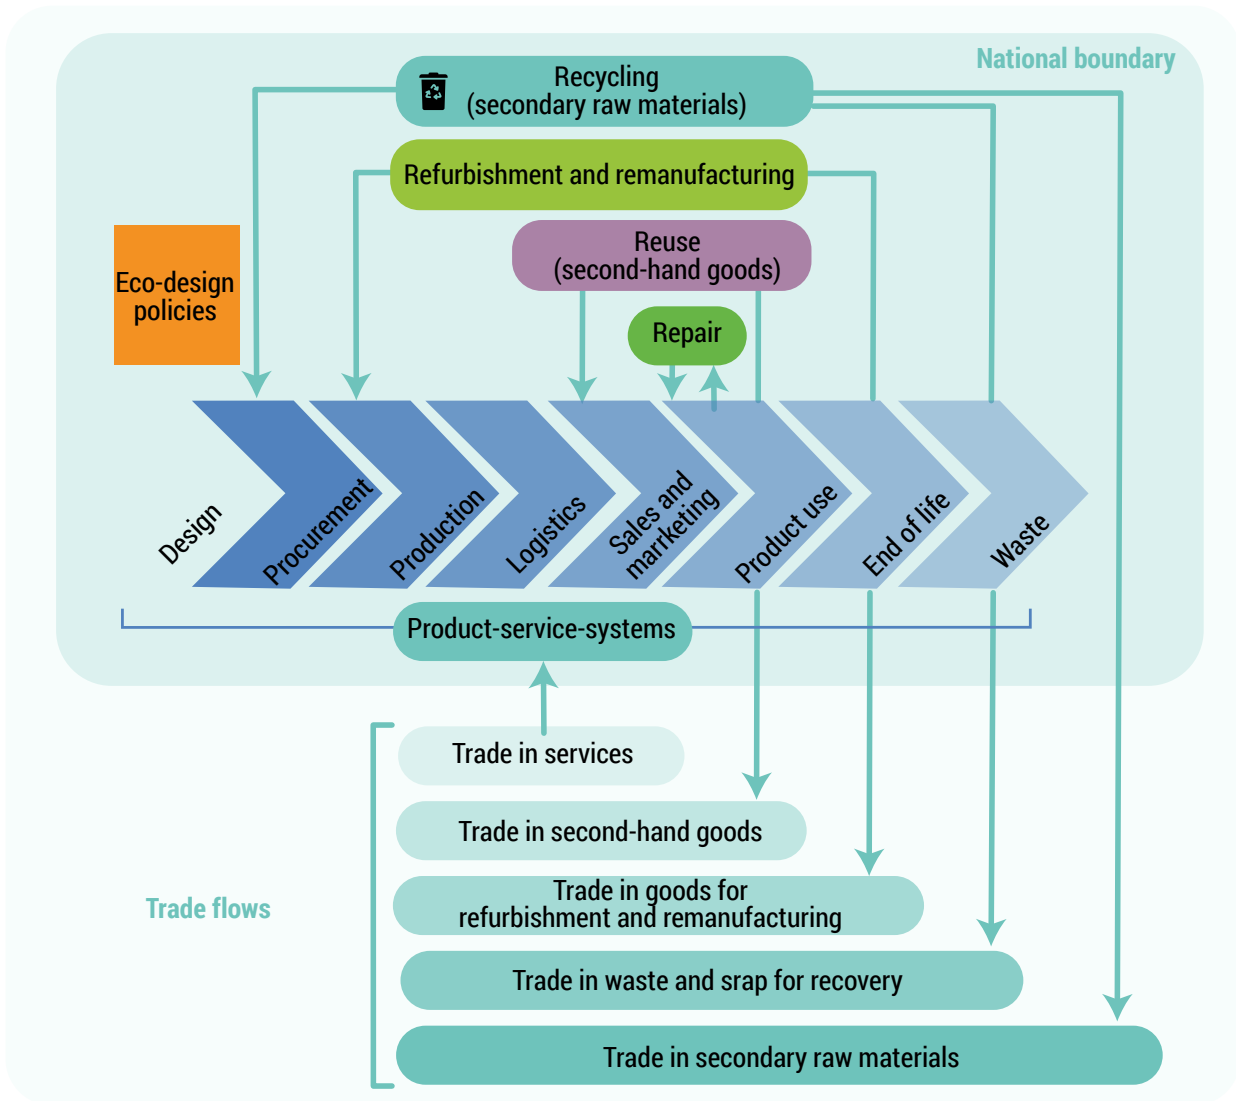 National boundary
Recycling
(secondary raw materials)
Refurbishment and remanufacturing
Reuse
(second-hand goods)
Eco-design
policies
Repair
Design
Procurement
Production
Logistics
Sales and
marrketing
Product use
End of life
Waste
Product-service-systems
Trade in services
Trade in second-hand goods
Trade in goods for
refurbishment and remanufacturing
Trade flows
Trade in waste and srap for recovery
Trade in secondary raw materials